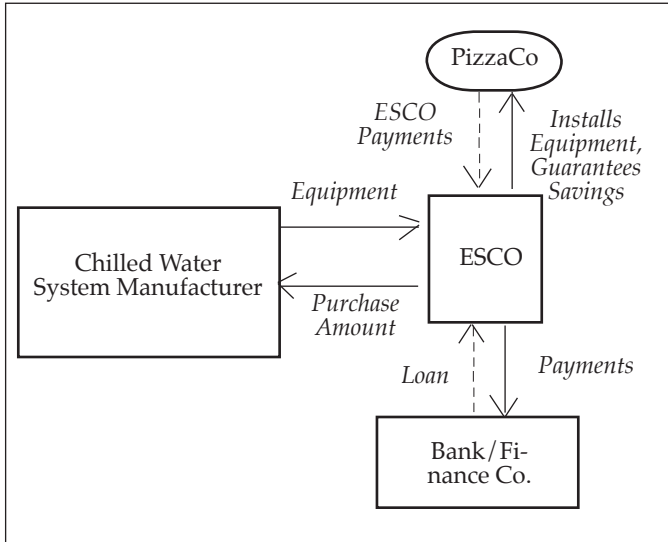 PizzaCo
ESCO
Payments
Installs
Equipment,
Guarantees
Savings
Equipment
Chilled Water
System Manufacturer
ESCO
Purchase
Amount
Loan
Payments
Bank/Fi-
nance Co.